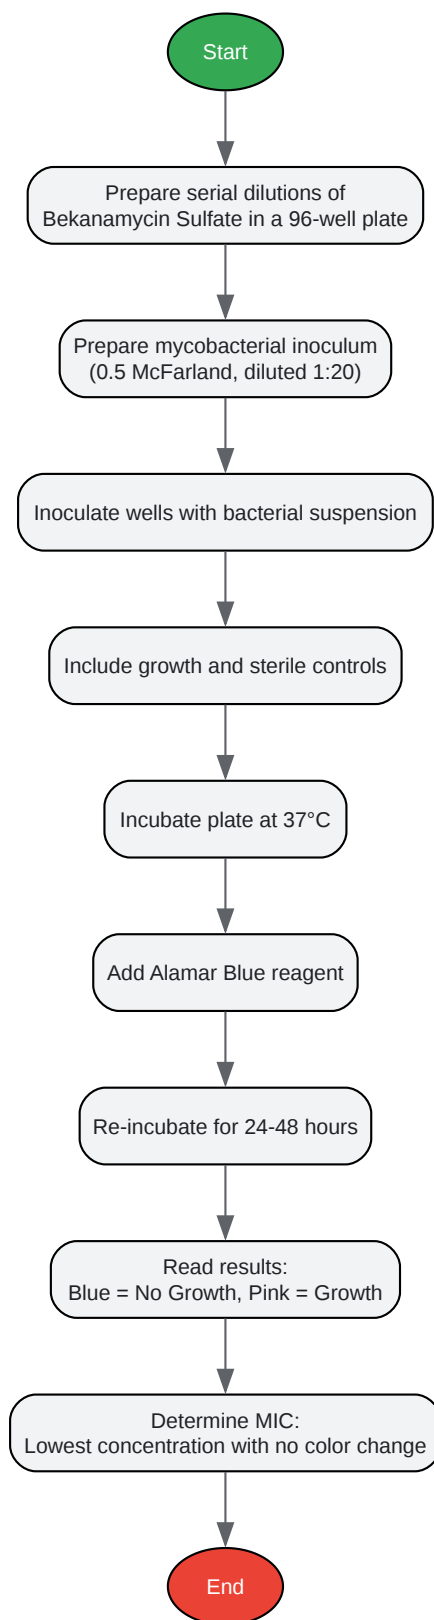 Start
Prepare serial dilutions of
Bekanamycin Sulfate in a 96-well plate
Prepare mycobacterial inoculum
(0.5 McFarland, diluted 1:20)
Inoculate wells with bacterial suspension
Include growth and sterile controls
Incubate plate at 37°C
Add Alamar Blue reagent
Re-incubate for 24-48 hours
Read results:
Blue = No Growth, Pink = Growth
Determine MIC:
Lowest concentration with no color change
End